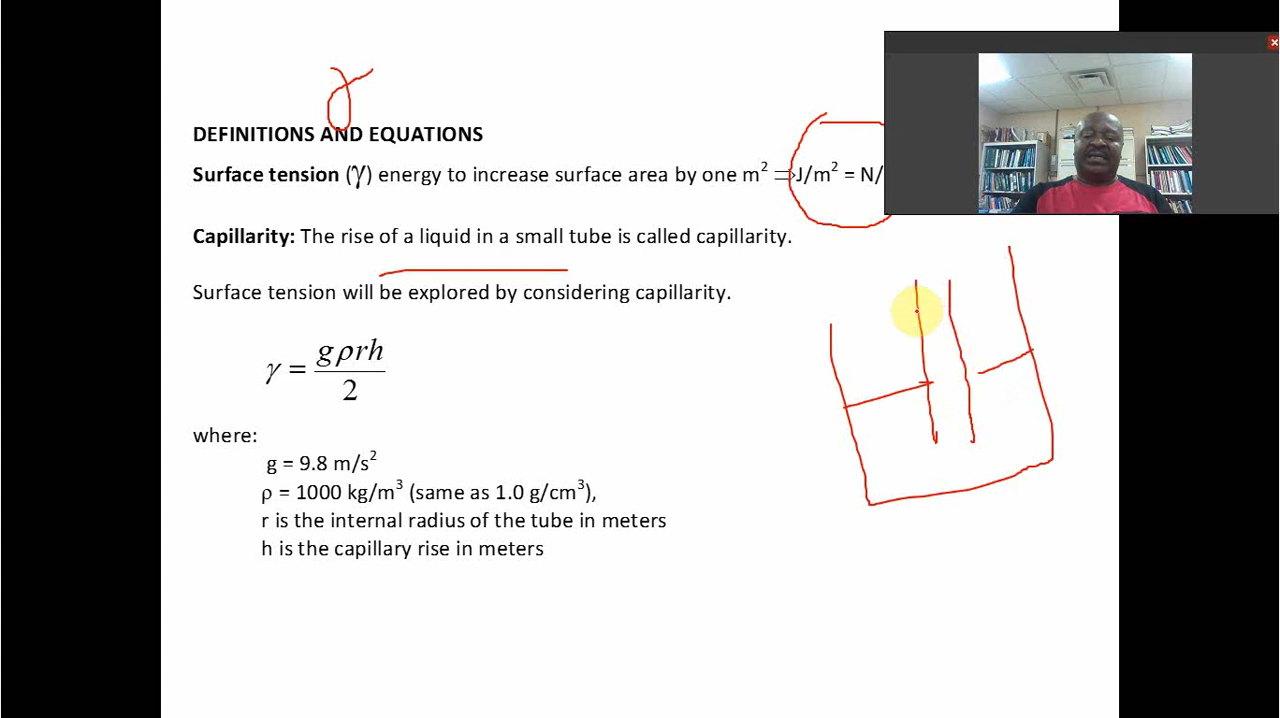 γ
DEFINITIONS AND EQUATIONS
Surface tension (γ) energy to increase surface area by one m² ⇒J/m² = N/
Capillarity: The rise of a liquid in a small tube is called capillarity.
Surface tension will be explored by considering capillarity.
γ = gρrh / 2
where:
g = 9.8 m/s²
ρ = 1000 kg/m³ (same as 1.0 g/cm³),
r is the internal radius of the tube in meters
h is the capillary rise in meters